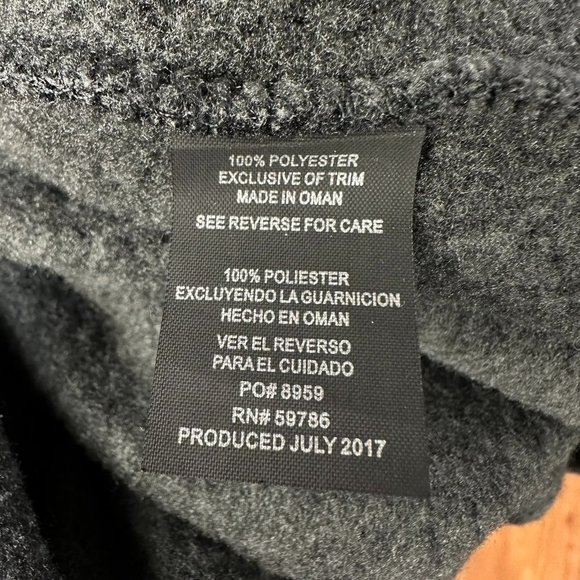 100% POLYESTER
EXCLUSIVE OF TRIM
MADE IN OMAN
SEE REVERSE FOR CARE
100% POLIESTER
EXCLUYENDO LA GUARNICION
HECHO EN OMAN
VER EL REVERSO
PARA EL CUIDADO
PO# 8959
RN# 59786
PRODUCED JULY 2017